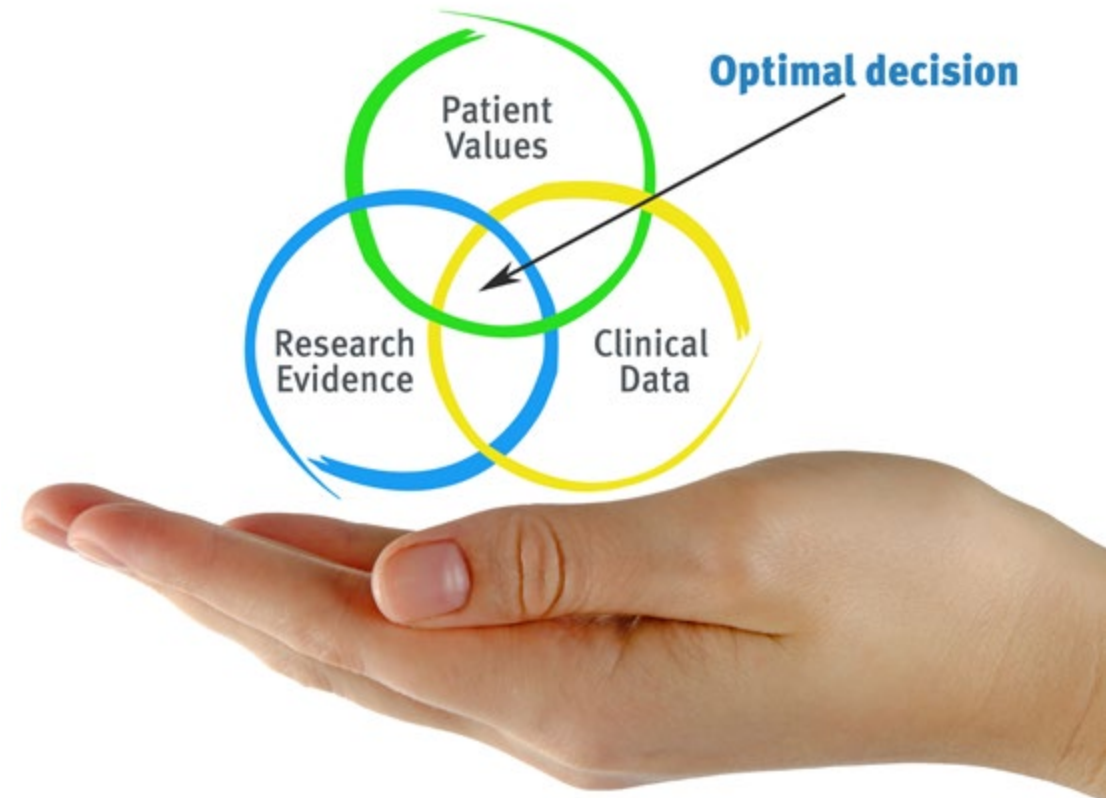 Optimal decision
Patient
Values
Research
Evidence
Clinical
Data